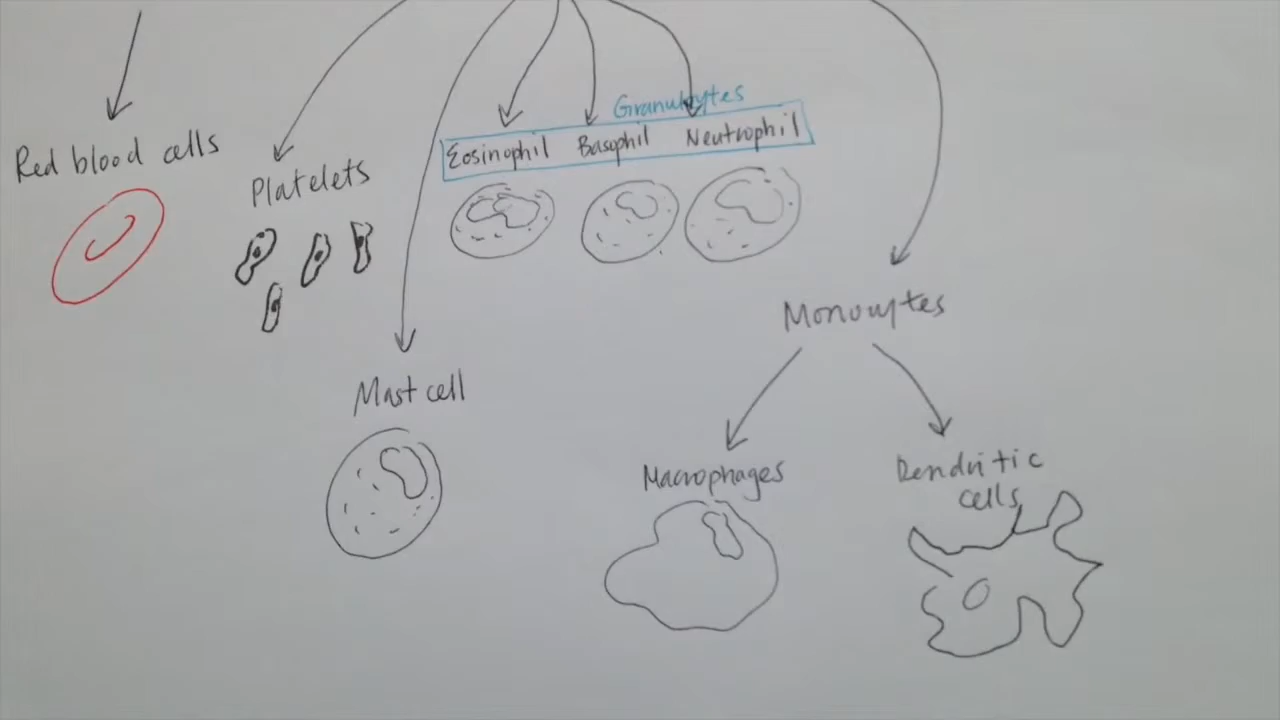 Granulocytes
Eosinophil Basophil Neutrophil
Red blood cells
Platelets
Monocytes
Mast cell
Macrophages
Dendritic
cells